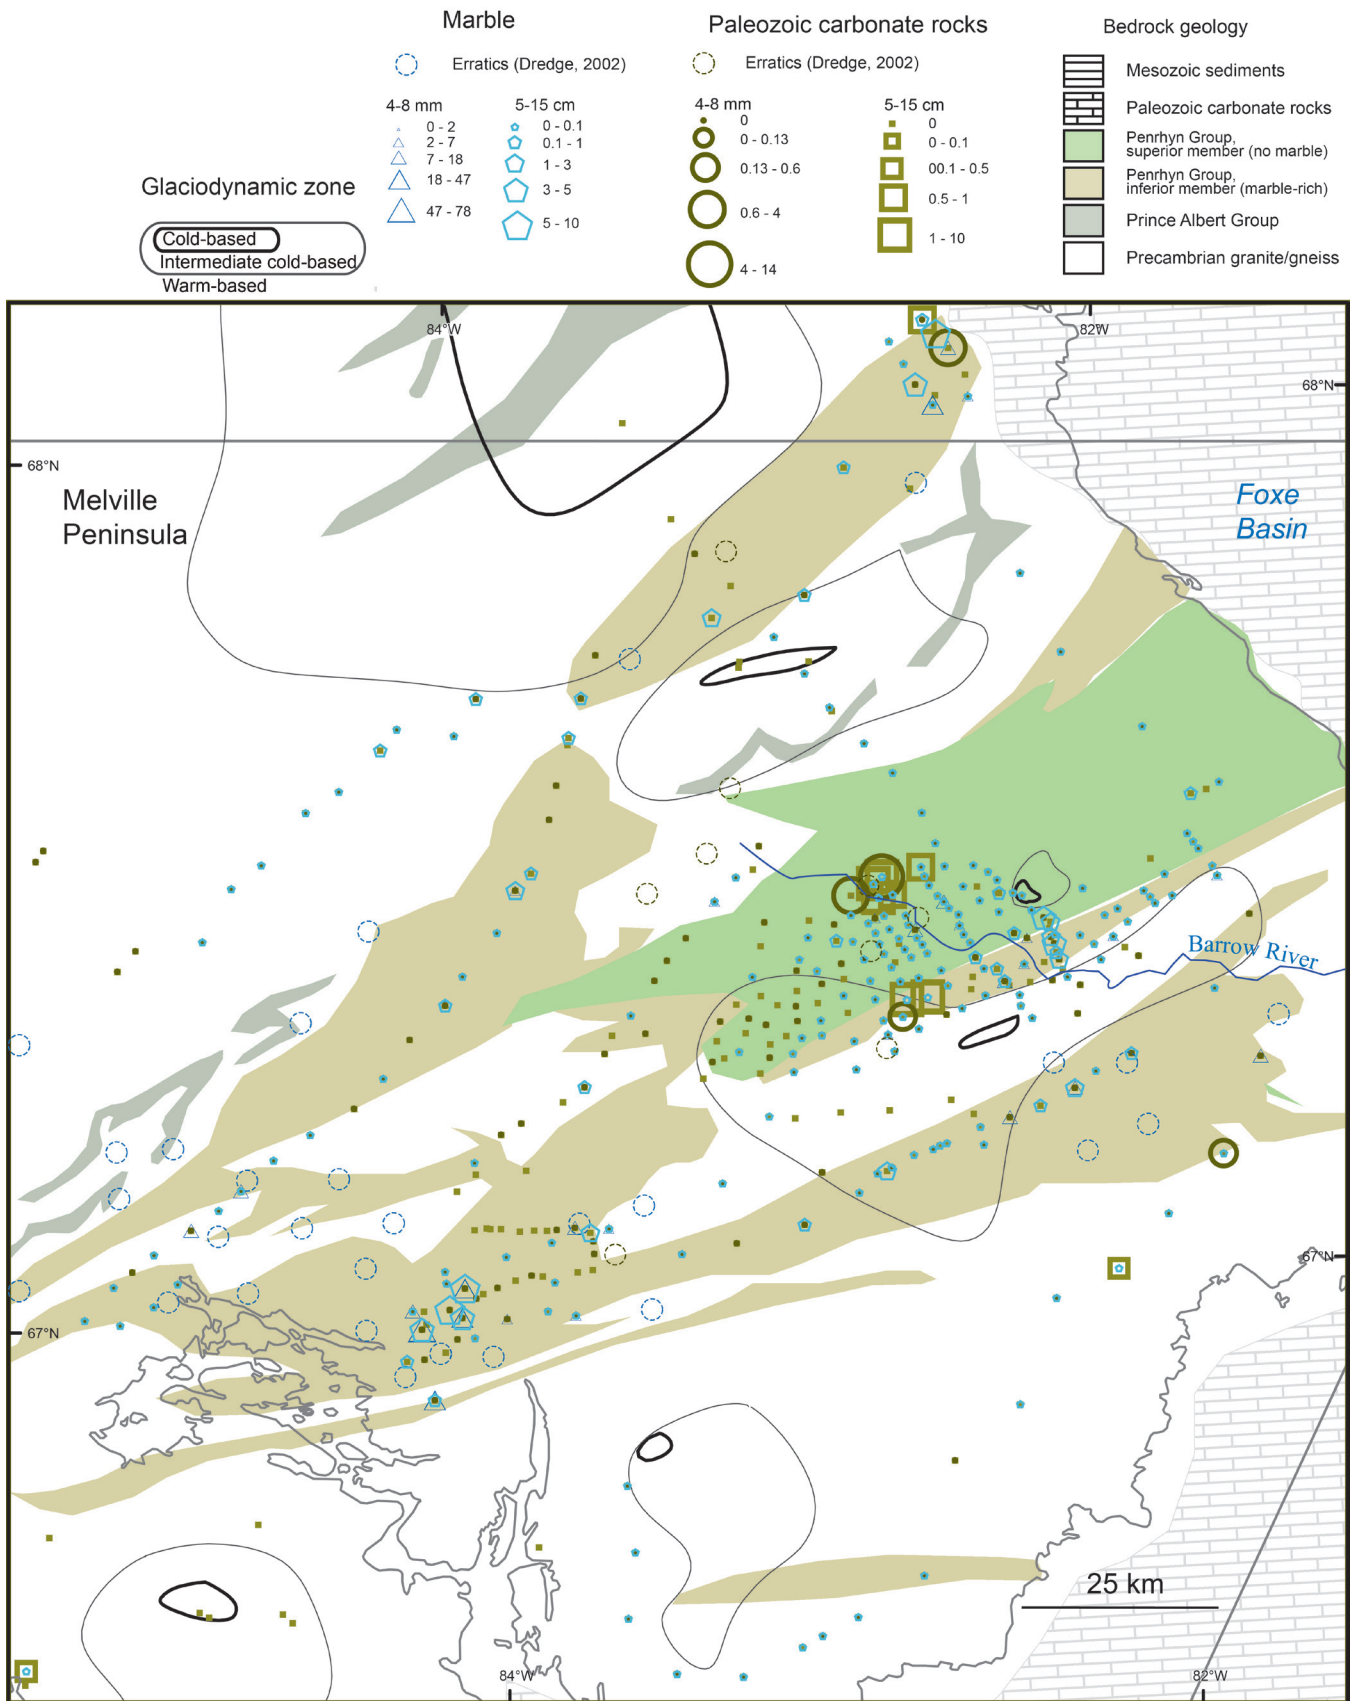 Marble
Erratics (Dredge, 2002)
4-8 mm
0 - 2
2 - 7
7 - 18
18 - 47
47 - 78
5-15 cm
0 - 0.1
0.1 - 1
1 - 3
3 - 5
5 - 10
Paleozoic carbonate rocks
Erratics (Dredge, 2002)
4-8 mm
0
0 - 0.13
0.13 - 0.6
0.6 - 4
4 - 14
5-15 cm
0
0 - 0.1
00.1 - 0.5
0.5 - 1
1 - 10
Bedrock geology
Mesozoic sediments
Paleozoic carbonate rocks
Penrhyn Group,
superior member (no marble)
Penrhyn Group,
inferior member (marble-rich)
Prince Albert Group
Precambrian granite/gneiss
Glaciodynamic zone
Cold-based
Intermediate cold-based
Warm-based
84°W
82°W
68°N
68°N
Melville
Peninsula
Foxe
Basin
Barrow River
67°N
67°N
25 km
84°W
82°W